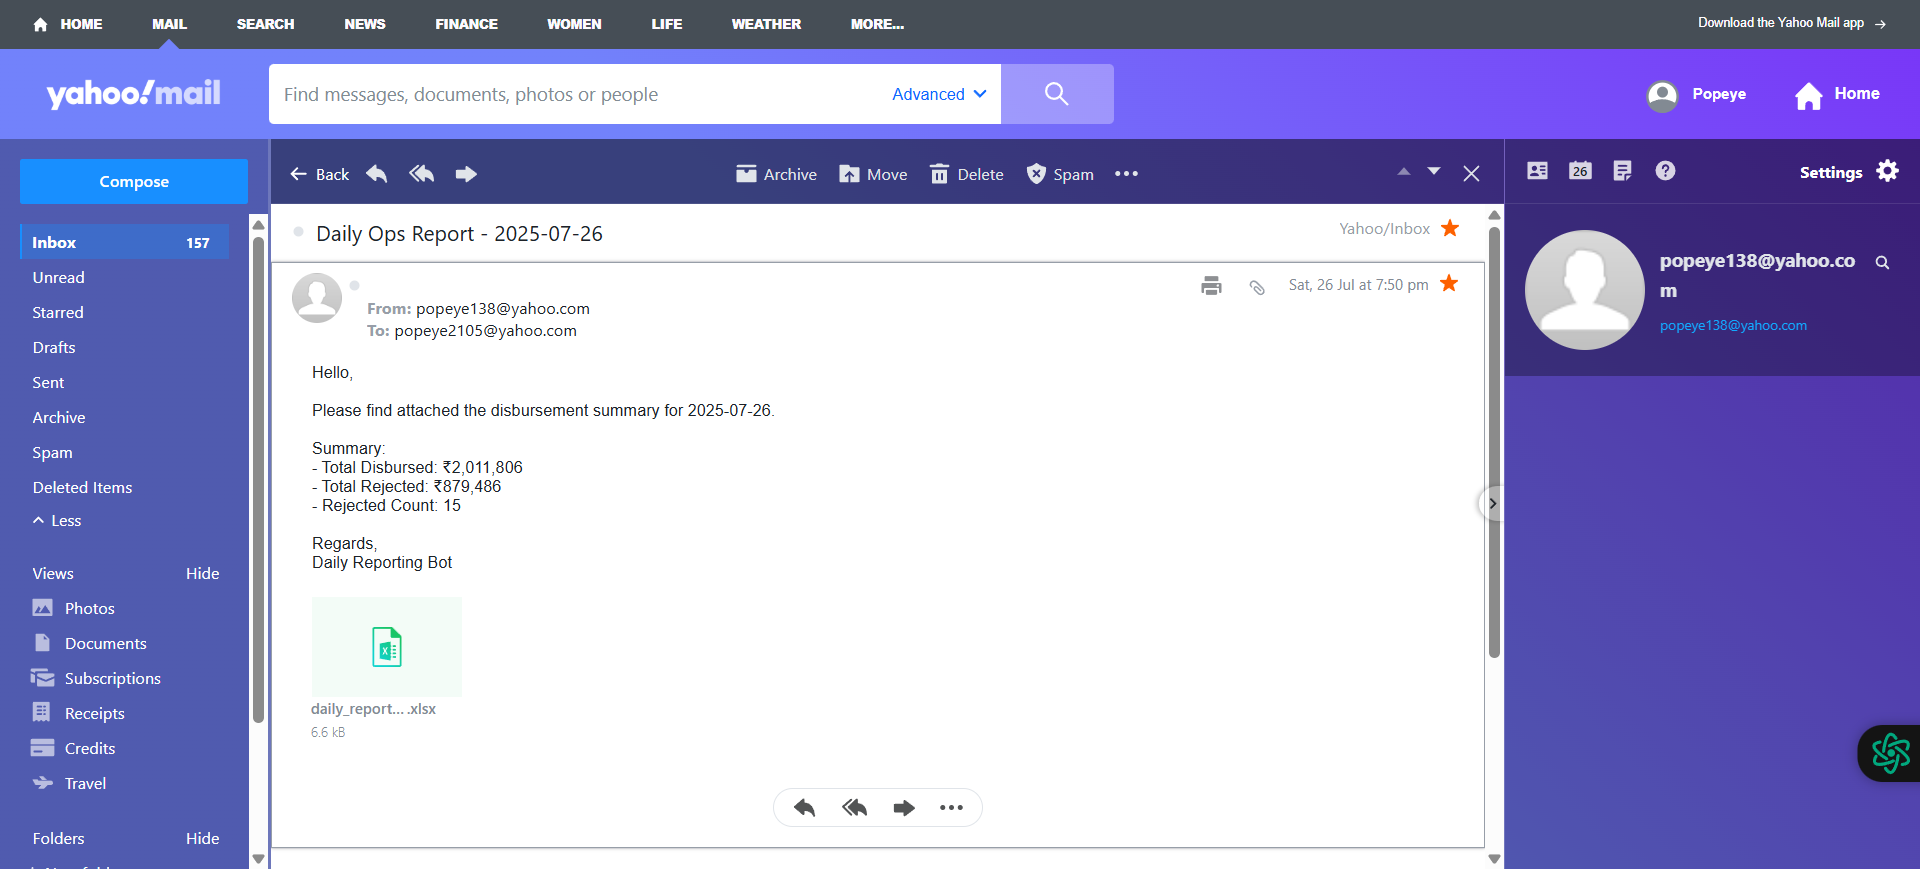 HOME MAIL SEARCH NEWS FINANCE WOMEN LIFE WEATHER MORE... Download the Yahoo Mail app →
yahoo!mail Find messages, documents, photos or people Advanced Popeye Home
Compose
← Back Archive Move Delete Spam ••• 26 Settings
Inbox 157
Unread
Starred
Drafts
Sent
Archive
Spam
Deleted Items
Less
Views Hide
Photos
Documents
Subscriptions
Receipts
Credits
Travel
Folders Hide
Daily Ops Report - 2025-07-26 Yahoo/Inbox
Sat, 26 Jul at 7:50 pm
From: popeye138@yahoo.com
To: popeye2105@yahoo.com
Hello,
Please find attached the disbursement summary for 2025-07-26.
Summary:
- Total Disbursed: ₹2,011,806
- Total Rejected: ₹879,486
- Rejected Count: 15
Regards,
Daily Reporting Bot
daily_report... .xlsx
6.6 kB
popeye138@yahoo.co
m
popeye138@yahoo.com